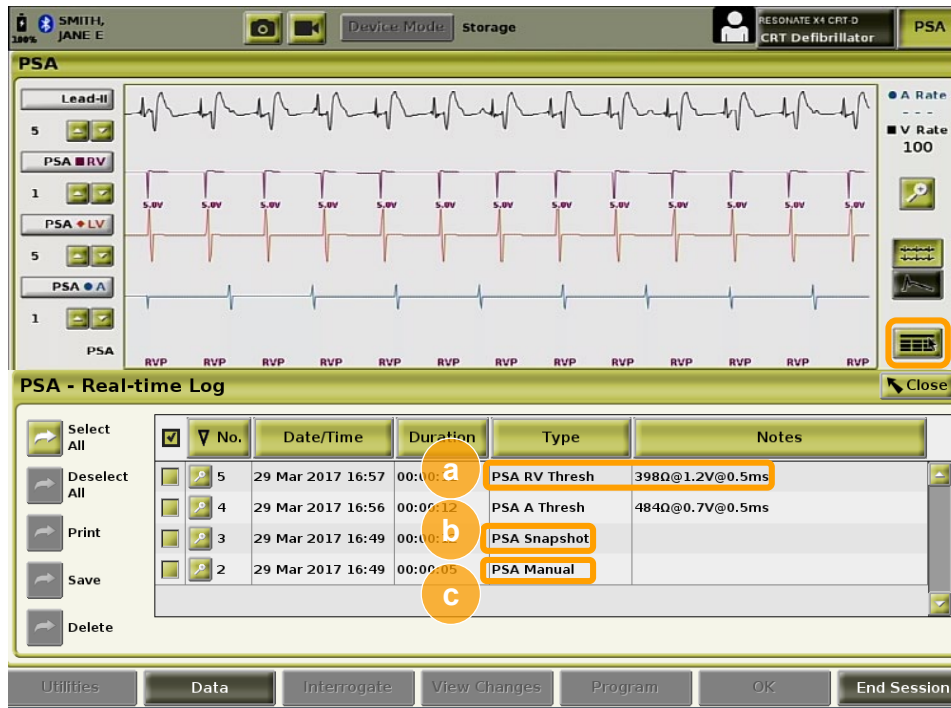 SMITH,
JANE E
100%
Device Mode
Storage
RESONATE X4 CRT-D
CRT Defibrillator
PSA
PSA
Lead-II
5
PSA RV
1
PSA LV
5
PSA A
1
PSA
5.0V 5.0V 5.0V 5.0V 5.0V 5.0V 5.0V 5.0V 5.0V 5.0V 5.0V 5.0V 5.0V
RVP RVP RVP RVP RVP RVP RVP RVP RVP RVP RVP RVP RVP
A Rate
- - -
V Rate
100
PSA - Real-time Log
Close
Select
All
Deselect
All
Print
Save
Delete
No. Date/Time Duration Type Notes
5 29 Mar 2017 16:57 a PSA RV Thresh 398Ω@1.2V@0.5ms
4 29 Mar 2017 16:56 00:00:12 PSA A Thresh 484Ω@0.7V@0.5ms
3 29 Mar 2017 16:49 b PSA Snapshot
2 29 Mar 2017 16:49 00:00:05 PSA Manual
c
Utilities Data Interrogate View Changes Program OK End Session